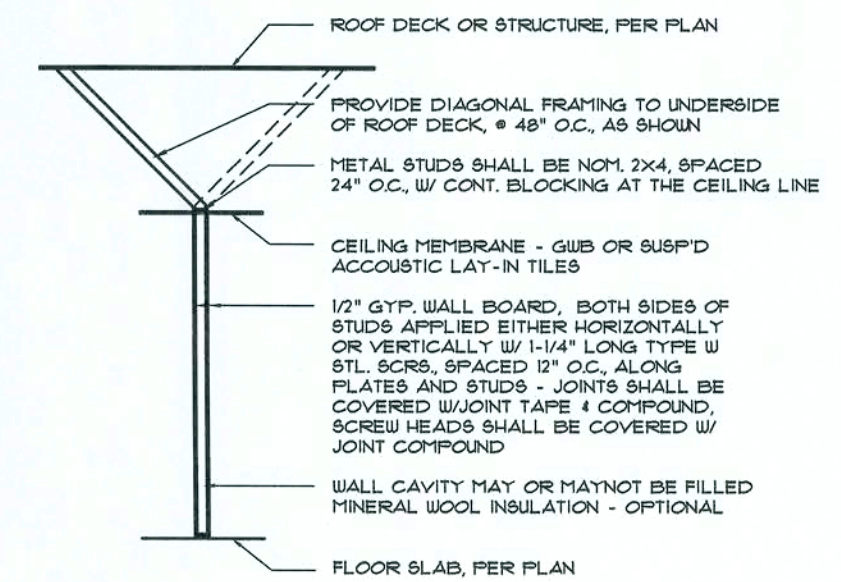 ROOF DECK OR STRUCTURE, PER PLAN
PROVIDE DIAGONAL FRAMING TO UNDERSIDE
OF ROOF DECK, @ 48" O.C., AS SHOWN
METAL STUDS SHALL BE NOM. 2X4, SPACED
24" O.C., W/ CONT. BLOCKING AT THE CEILING LINE
CEILING MEMBRANE - GWB OR SUSP'D
ACCOUSTIC LAY-IN TILES
1/2" GYP. WALL BOARD, BOTH SIDES OF
STUDS APPLIED EITHER HORIZONTALLY
OR VERTICALLY W/ 1-1/4" LONG TYPE W
STL. SCRS., SPACED 12" O.C., ALONG
PLATES AND STUDS - JOINTS SHALL BE
COVERED W/JOINT TAPE & COMPOUND,
SCREW HEADS SHALL BE COVERED W/
JOINT COMPOUND
WALL CAVITY MAY OR MAYNOT BE FILLED
MINERAL WOOL INSULATION - OPTIONAL
FLOOR SLAB, PER PLAN